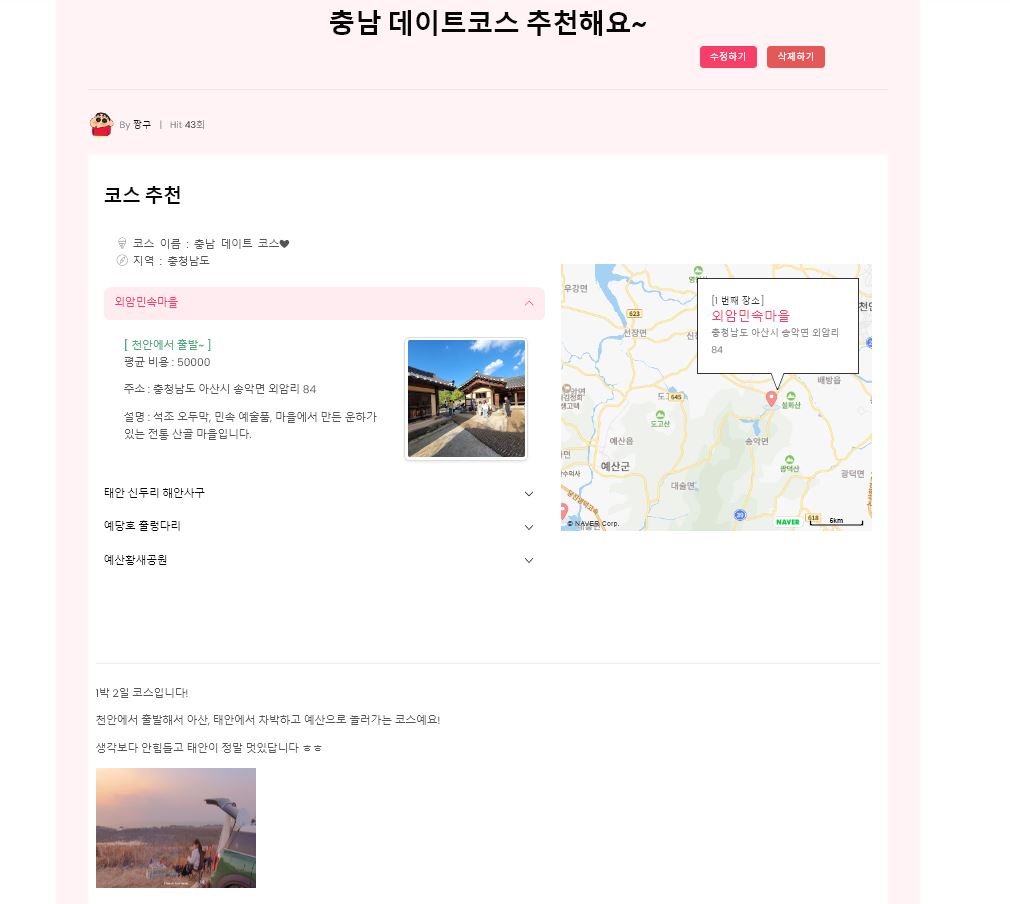 충남 데이트코스 추천해요~
수정하기 삭제하기
By 짱구 | Hit 43회
코스 추천
코스 이름 : 충남 데이트 코스♥
지역 : 충청남도
외암민속마을
[ 천안에서 출발~ ]
평균 비용 : 50000
주소 : 충청남도 아산시 송악면 외암리 84
설명 : 석조 오두막, 민속 예술품, 마을에서 만든 운하가
있는 전통 산골 마을입니다.
태안 신두리 해안사구
예당호 출렁다리
예산황새공원
우강면
[1 번째 장소]
외암민속마을
충청남도 아산시 송악면 외암리
84
623
선장면
645
도고산
배방읍
설화산
예산읍
송악면
예산군
광덕산
대술면
광덕면
당진영덕고속
39
618
© NAVER Corp.
NAVER
6km
1박 2일 코스입니다!
천안에서 출발해서 아산, 태안에서 차박하고 예산으로 놀러가는 코스예요!
생각보다 안힘들고 태안이 정말 멋있답니다 ㅎㅎ